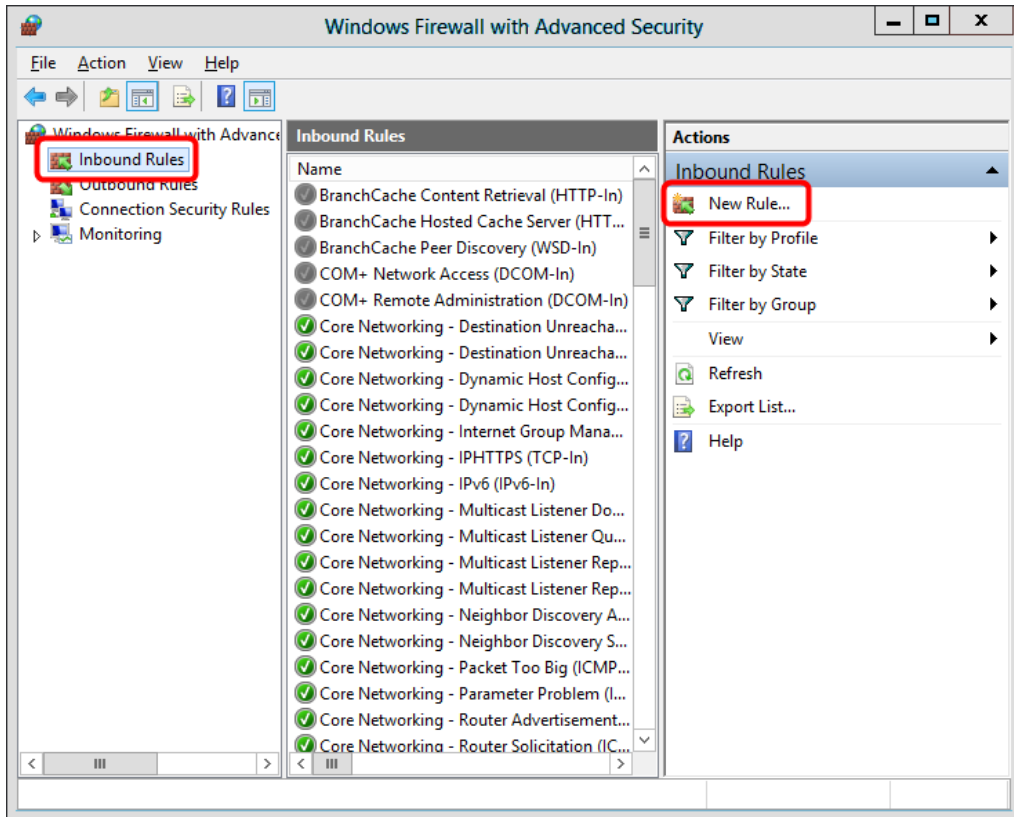 Windows Firewall with Advanced Security
File Action View Help
Windows Firewall with Advance
Inbound Rules
Outbound Rules
Connection Security Rules
Monitoring
Inbound Rules
Name
BranchCache Content Retrieval (HTTP-In)
BranchCache Hosted Cache Server (HTT...
BranchCache Peer Discovery (WSD-In)
COM+ Network Access (DCOM-In)
COM+ Remote Administration (DCOM-In)
Core Networking - Destination Unreacha...
Core Networking - Destination Unreacha...
Core Networking - Dynamic Host Config...
Core Networking - Dynamic Host Config...
Core Networking - Internet Group Mana...
Core Networking - IPHTTPS (TCP-In)
Core Networking - IPv6 (IPv6-In)
Core Networking - Multicast Listener Do...
Core Networking - Multicast Listener Qu...
Core Networking - Multicast Listener Rep...
Core Networking - Multicast Listener Rep...
Core Networking - Neighbor Discovery A...
Core Networking - Neighbor Discovery S...
Core Networking - Packet Too Big (ICMP...
Core Networking - Parameter Problem (I...
Core Networking - Router Advertisement...
Core Networking - Router Solicitation (IC...
Actions
Inbound Rules
New Rule...
Filter by Profile
Filter by State
Filter by Group
View
Refresh
Export List...
Help